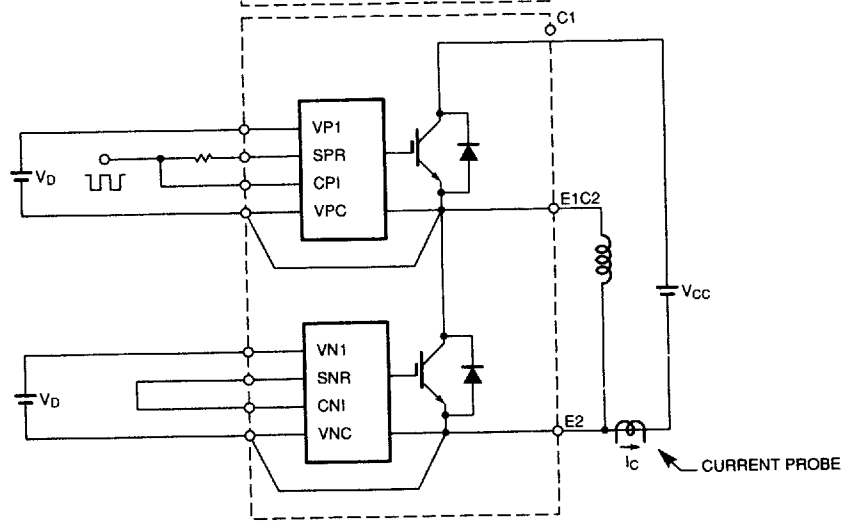 C1
VP1
SPR
CPI
VPC
VD
E1C2
VCC
VN1
SNR
CNI
VNC
VD
E2
IC
CURRENT PROBE